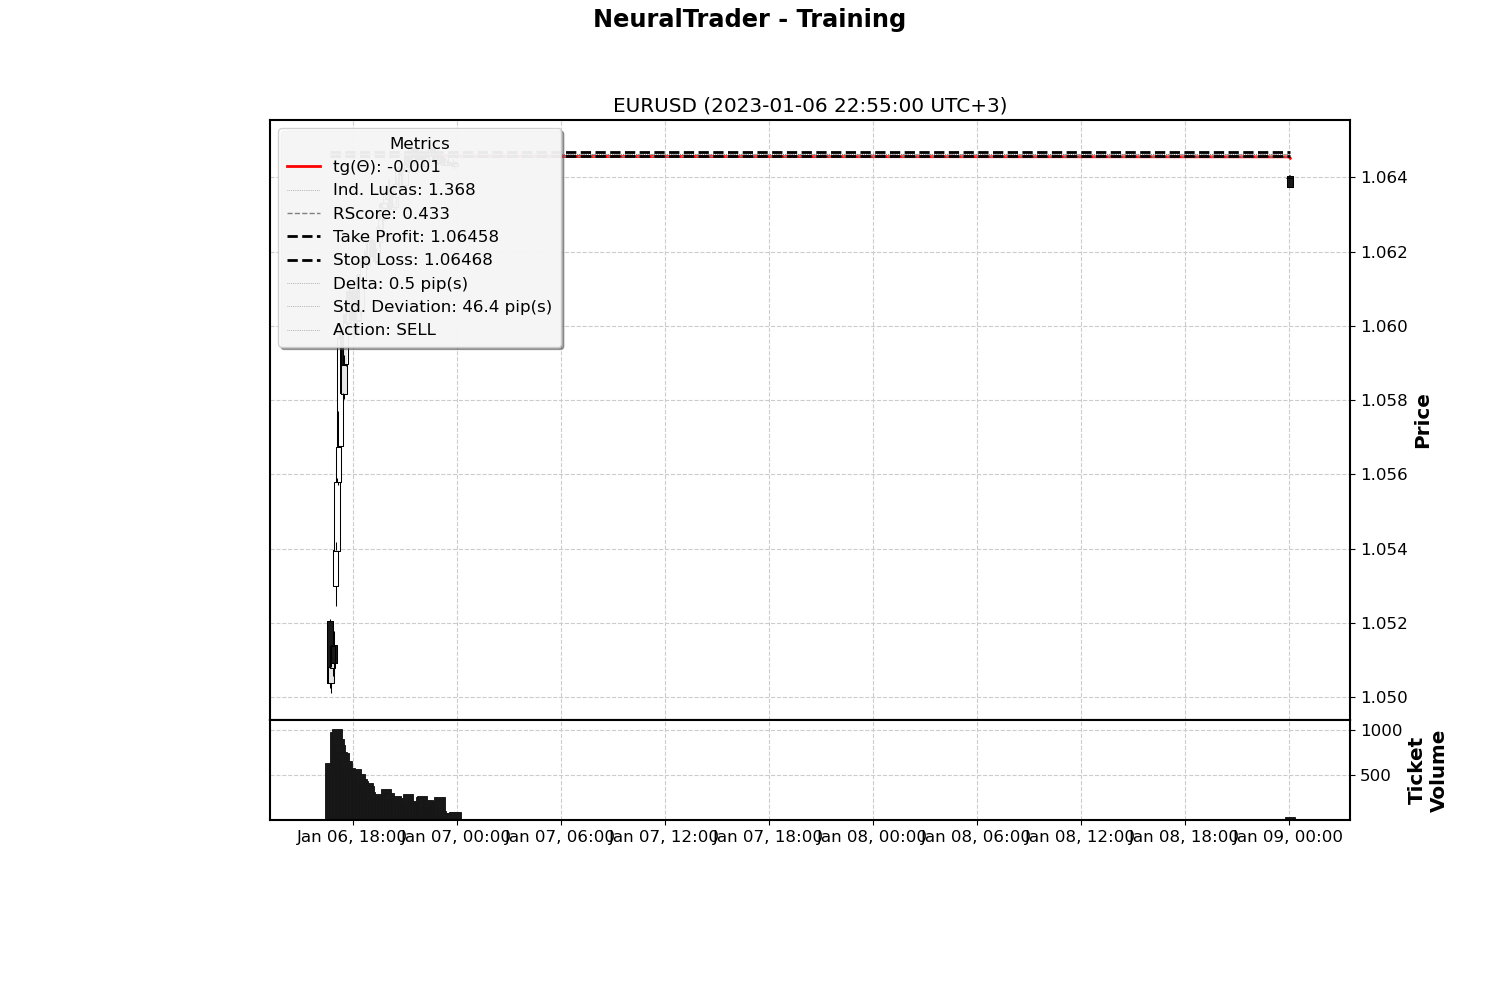 NeuralTrader - Training
EURUSD (2023-01-06 22:55:00 UTC+3)
Metrics
tg(Θ): -0.001
Ind. Lucas: 1.368
RScore: 0.433
Take Profit: 1.06458
Stop Loss: 1.06468
Delta: 0.5 pip(s)
Std. Deviation: 46.4 pip(s)
Action: SELL
1.064
1.062
1.060
1.058
1.056
1.054
1.052
1.050
Price
1000
500
Ticket
Volume
Jan 06, 18:00 Jan 07, 00:00 Jan 07, 06:00 Jan 07, 12:00 Jan 07, 18:00 Jan 08, 00:00 Jan 08, 06:00 Jan 08, 12:00 Jan 08, 18:00 Jan 09, 00:00